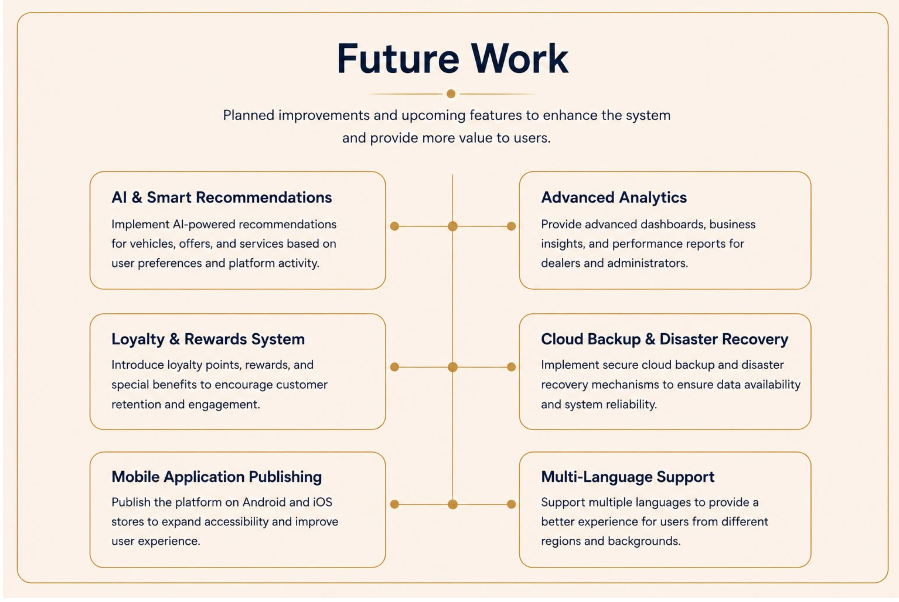 Future Work
Planned improvements and upcoming features to enhance the system
and provide more value to users.
AI & Smart Recommendations
Implement AI-powered recommendations
for vehicles, offers, and services based on
user preferences and platform activity.
Advanced Analytics
Provide advanced dashboards, business
insights, and performance reports for
dealers and administrators.
Loyalty & Rewards System
Introduce loyalty points, rewards, and
special benefits to encourage customer
retention and engagement.
Cloud Backup & Disaster Recovery
Implement secure cloud backup and disaster
recovery mechanisms to ensure data availability
and system reliability.
Mobile Application Publishing
Publish the platform on Android and iOS
stores to expand accessibility and improve
user experience.
Multi-Language Support
Support multiple languages to provide a
better experience for users from different
regions and backgrounds.